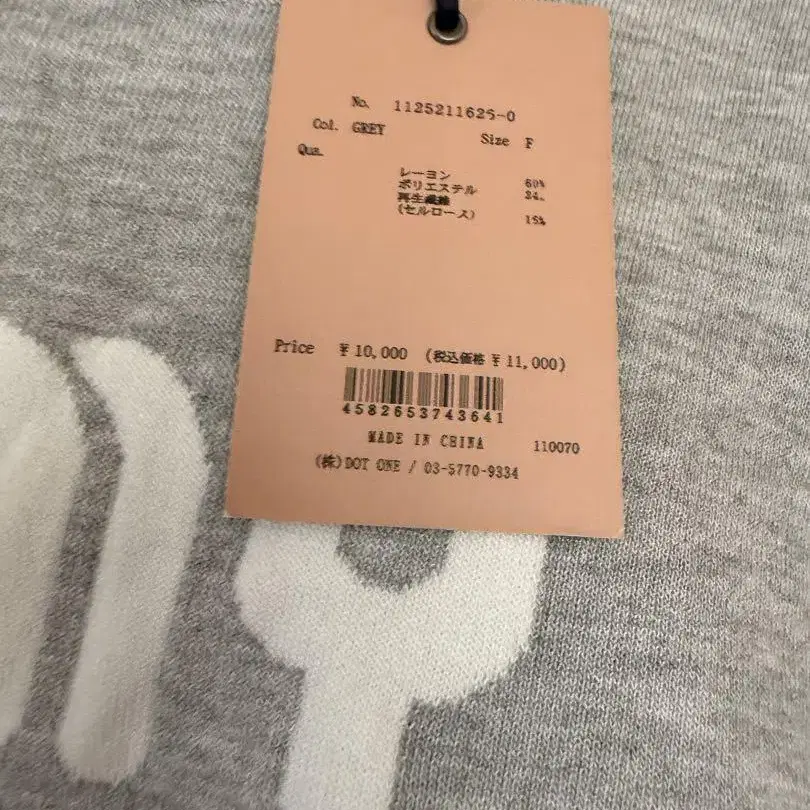 No. 1125211625-0
Col. GREY Size F
Qua.
レーヨン 60%
ポリエステル 24.
再生繊維
(セルロース) 15%
Price ¥10,000 (税込価格 ¥11,000)
4582653743641
MADE IN CHINA 110070
(株)DOT ONE / 03-5770-9334